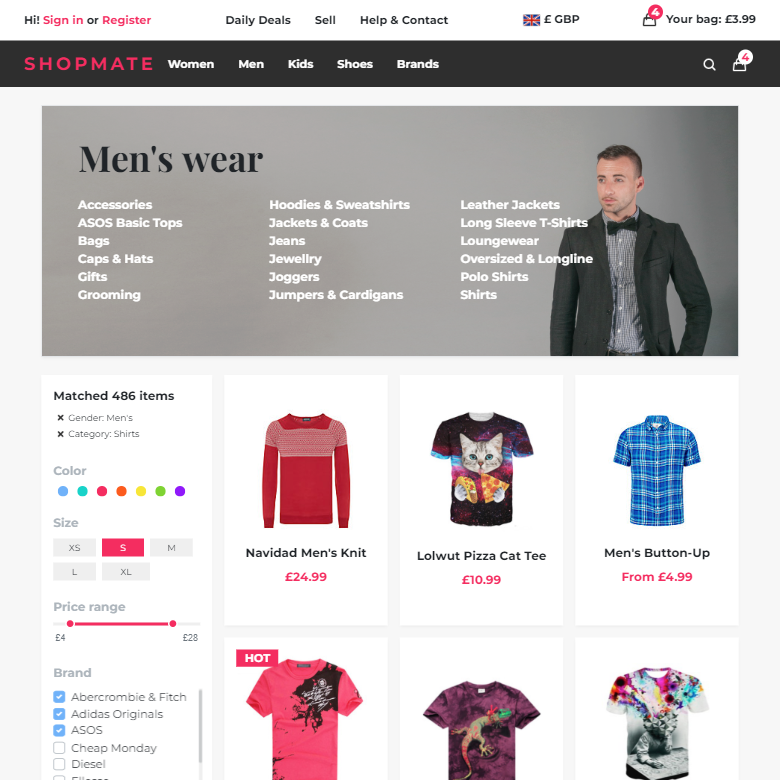 Hi! Sign in or Register
Daily Deals
Sell
Help & Contact
£ GBP
4
Your bag: £3.99
SHOPMATE
Women
Men
Kids
Shoes
Brands
4
Men's wear
Accessories
ASOS Basic Tops
Bags
Caps & Hats
Gifts
Grooming
Hoodies & Sweatshirts
Jackets & Coats
Jeans
Jewellry
Joggers
Jumpers & Cardigans
Leather Jackets
Long Sleeve T-Shirts
Loungewear
Oversized & Longline
Polo Shirts
Shirts
Matched 486 items
× Gender: Men's
× Category: Shirts
Color
Size
XS
S
M
L
XL
Price range
£4
£28
Brand
Abercrombie & Fitch
Adidas Originals
ASOS
Cheap Monday
Diesel
Navidad Men's Knit
£24.99
Lolwut Pizza Cat Tee
£10.99
Men's Button-Up
From £4.99
HOT